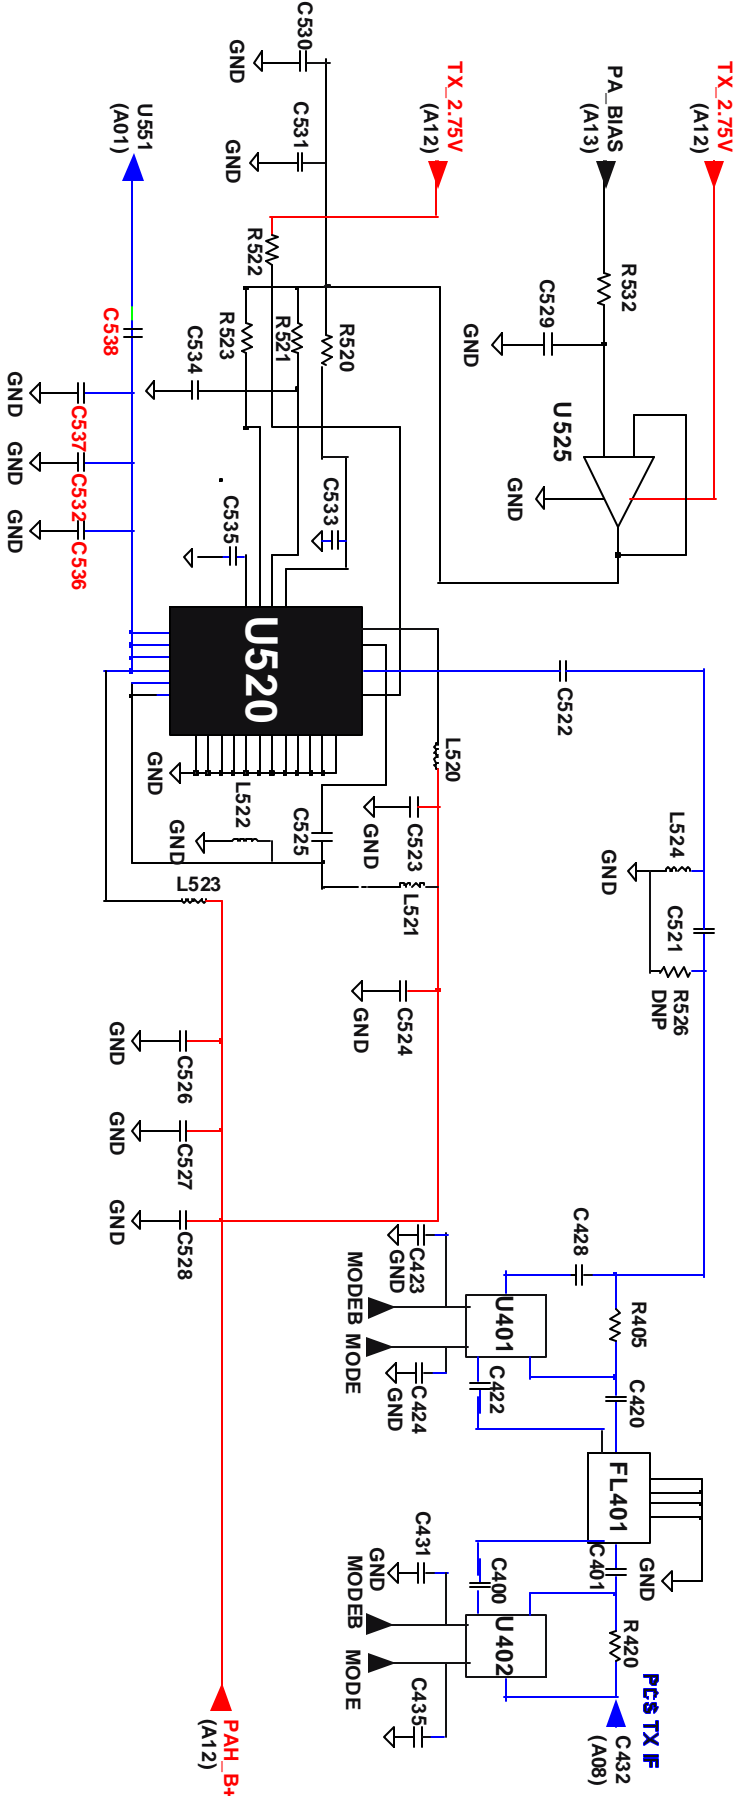 C530
GND
C531
GND
TX_2.75V
(A12)
PA_BIAS
(A13)
TX_2.75V
(A12)
U551
(A01)
R522
R532
C529
GND
C538
R523
C534
R521
R520
GND
C537
U525
GND
C532
GND
C536
C535
C533
GND
U520
C522
GND
L520
L522
GND
C525
C523
GND
L524
GND
L523
L521
C521
R526
DNP
C524
GND
GND
C526
GND
C527
GND
C528
C428
C423
GND
MODEB
MODE
U401
R405
C424
GND
C422
C420
FL401
C431
GND
C400
C401
GND
MODEB
MODE
U402
R420
C435
PCS TX IF
C432
(A08)
PAH_B+
(A12)